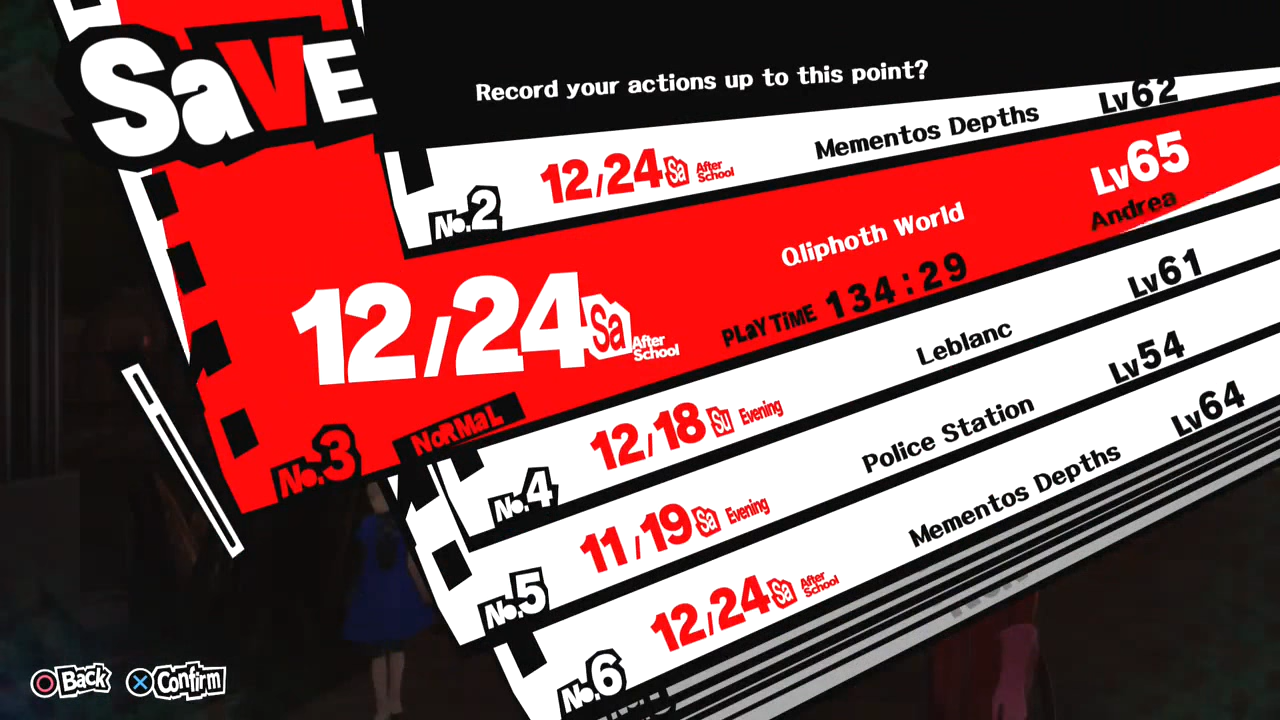 SaVE
Record your actions up to this point?
No.2 12/24 Sa After School Mementos Depths Lv62
No.3 12/24 Sa After School Qliphoth World Lv65
PLaY TiME 134:29 Andrea
NoRMaL
No.4 12/18 Su Evening Leblanc Lv61
No.5 11/19 Sa Evening Police Station Lv54
No.6 12/24 Sa After School Mementos Depths Lv64
Back Confirm